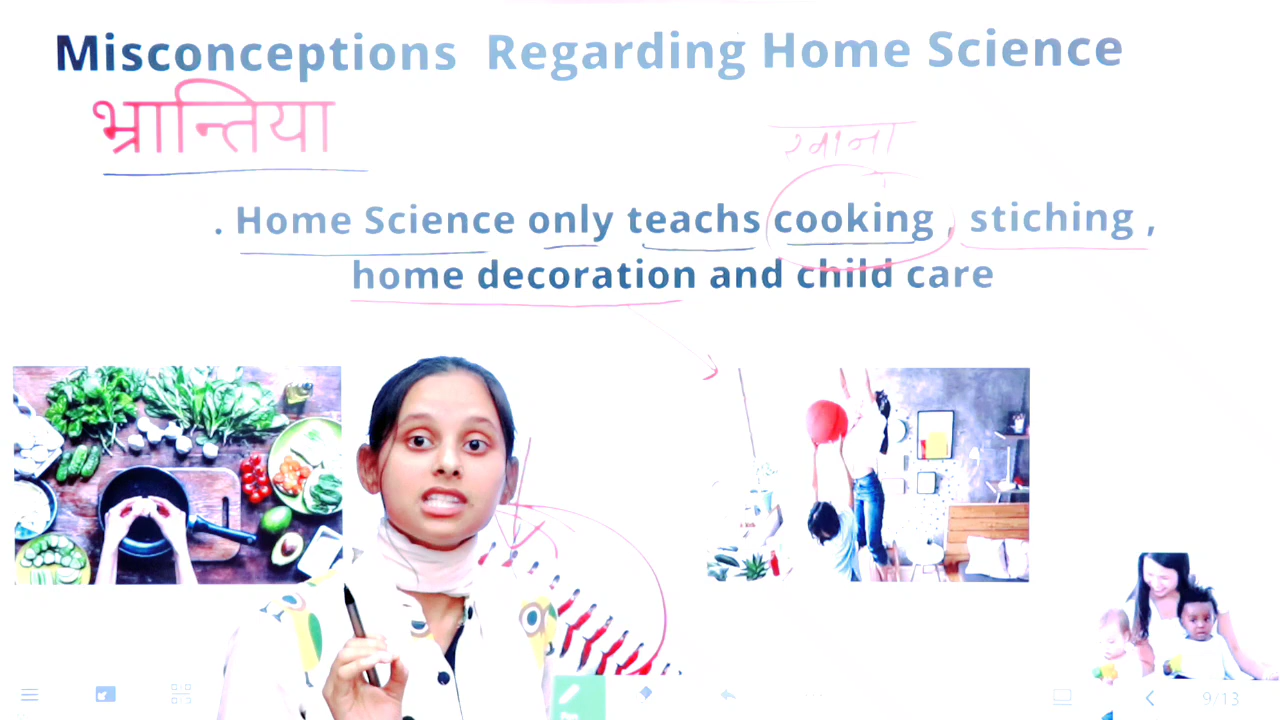 Misconceptions Regarding Home Science
भ्रान्तिया
खाना
. Home Science only teachs cooking , stiching ,
home decoration and child care
9/13